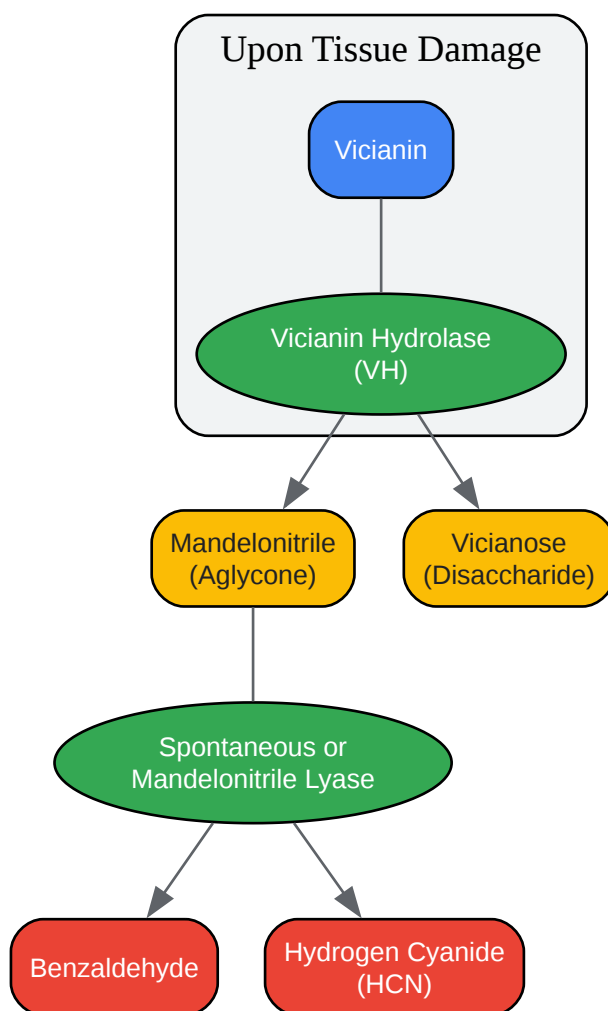 Upon Tissue Damage
Vicianin
Vicianin Hydrolase
(VH)
Mandelonitrile
(Aglycone)
Vicianose
(Disaccharide)
Spontaneous or
Mandelonitrile Lyase
Benzaldehyde
Hydrogen Cyanide
(HCN)